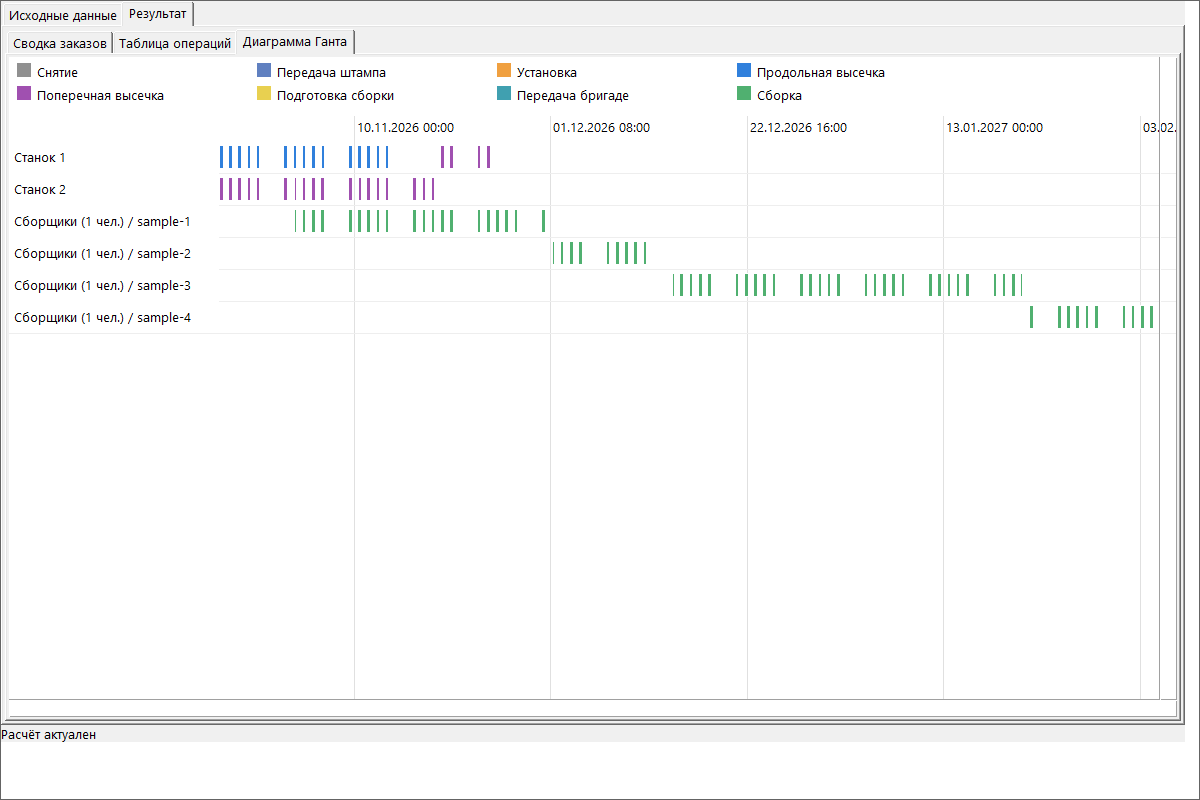 Исходные данные Результат
Сводка заказов Таблица операций Диаграмма Ганта
Снятие Передача штампа Установка Продольная высечка
Поперечная высечка Подготовка сборки Передача бригаде Сборка
10.11.2026 00:00 01.12.2026 08:00 22.12.2026 16:00 13.01.2027 00:00 03.02.
Станок 1
Станок 2
Сборщики (1 чел.) / sample-1
Сборщики (1 чел.) / sample-2
Сборщики (1 чел.) / sample-3
Сборщики (1 чел.) / sample-4
Расчёт актуален